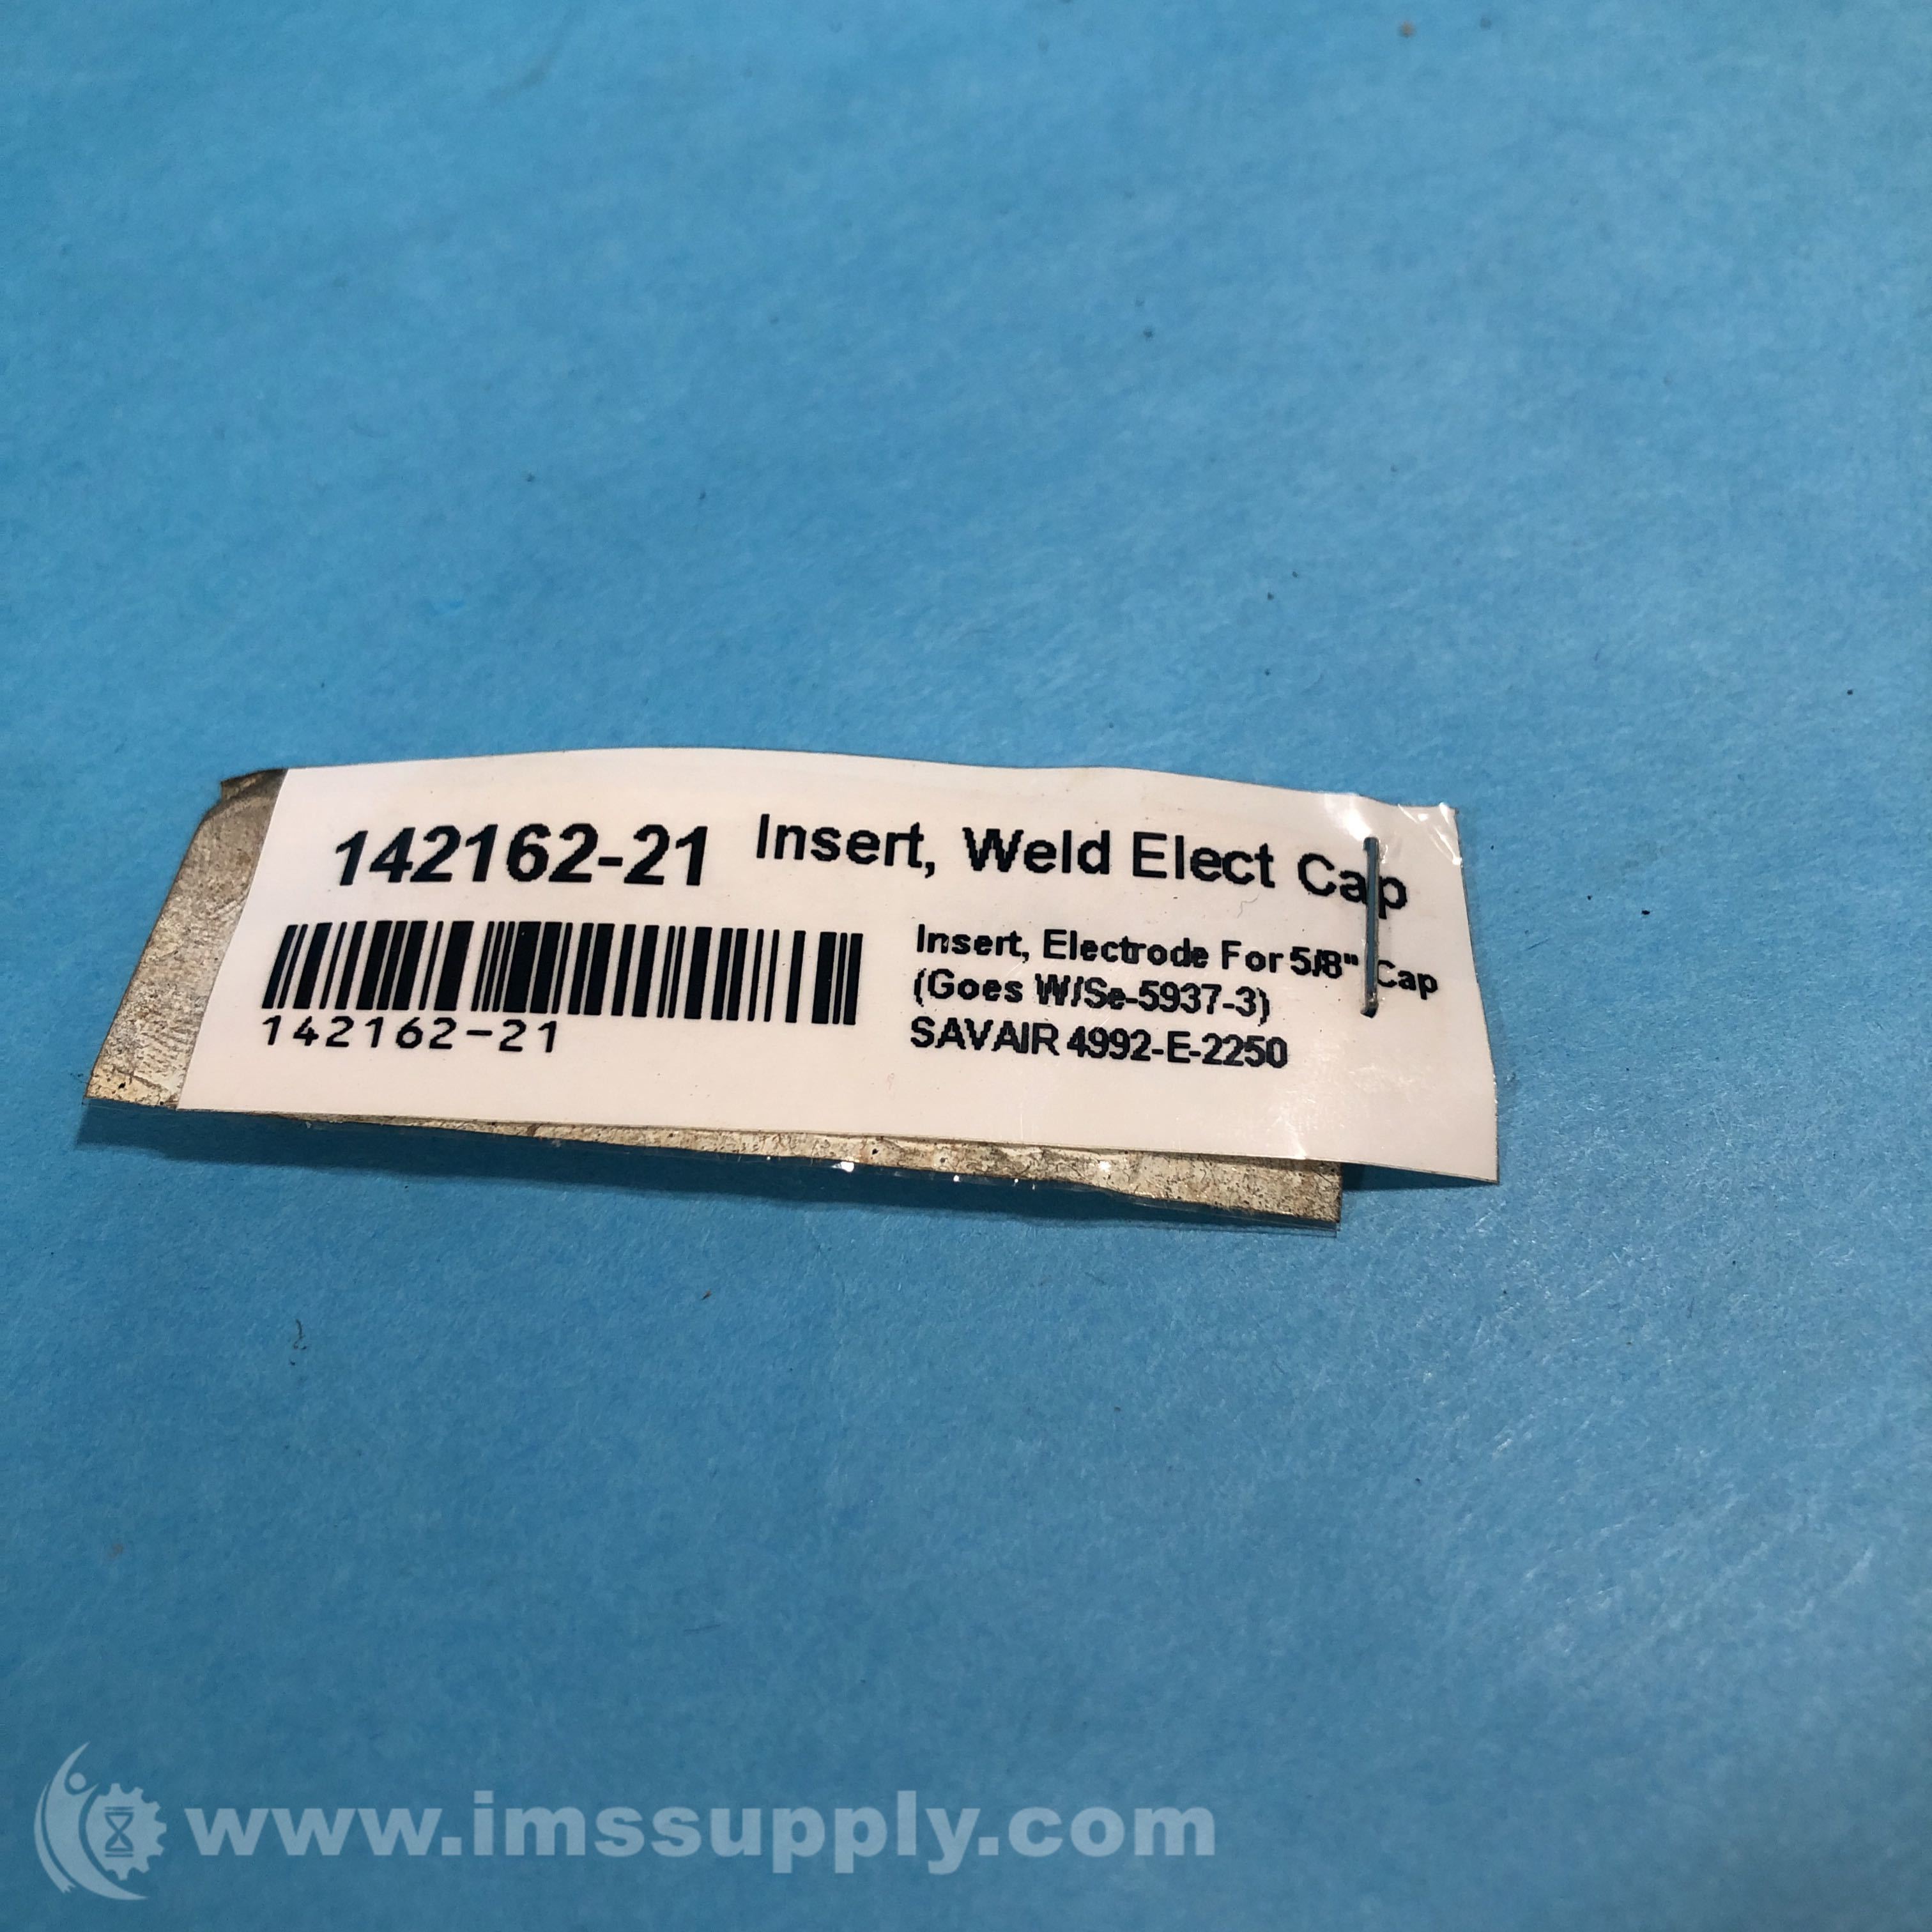 142162-21 Insert, Weld Elect Cap
142162-21
Insert, Electrode For 5/8" Cap
(Goes W/Se-5937-3)
SAVAIR 4992-E-2250
www.imssupply.com